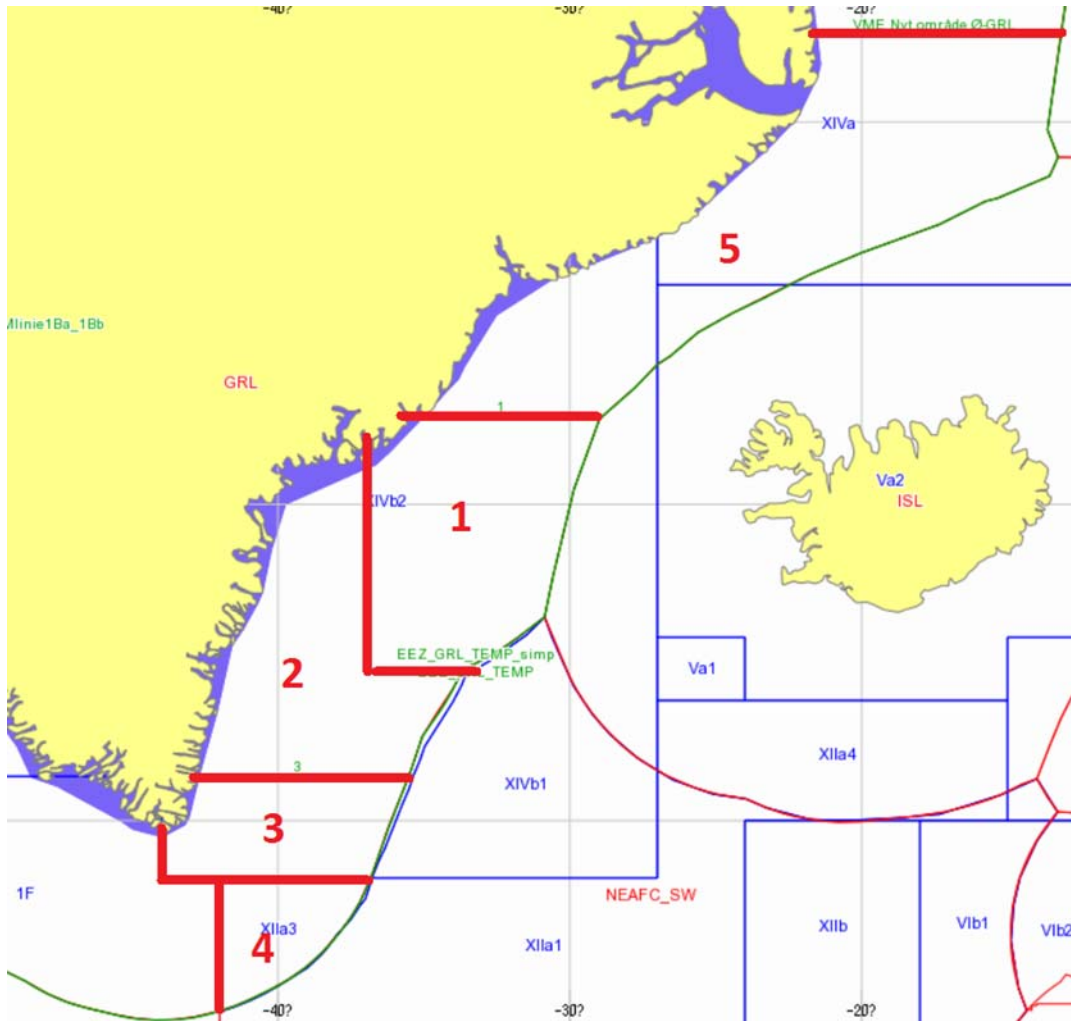 -40? -30? -20?
VME Nyt område Ø-GRL
XIVa
5
Mlinie1Ba_1Bb
GRL
1
Va2
ISL
XIVb2
1
EEZ_GRL_TEMP_simp
TEMP
Va1
2
XIIa4
3
XIVb1
3
1F
NEAFC_SW
XIIa3
XIIa1
XIIb
VIb1
VIb2
4
-40? -30? -20?